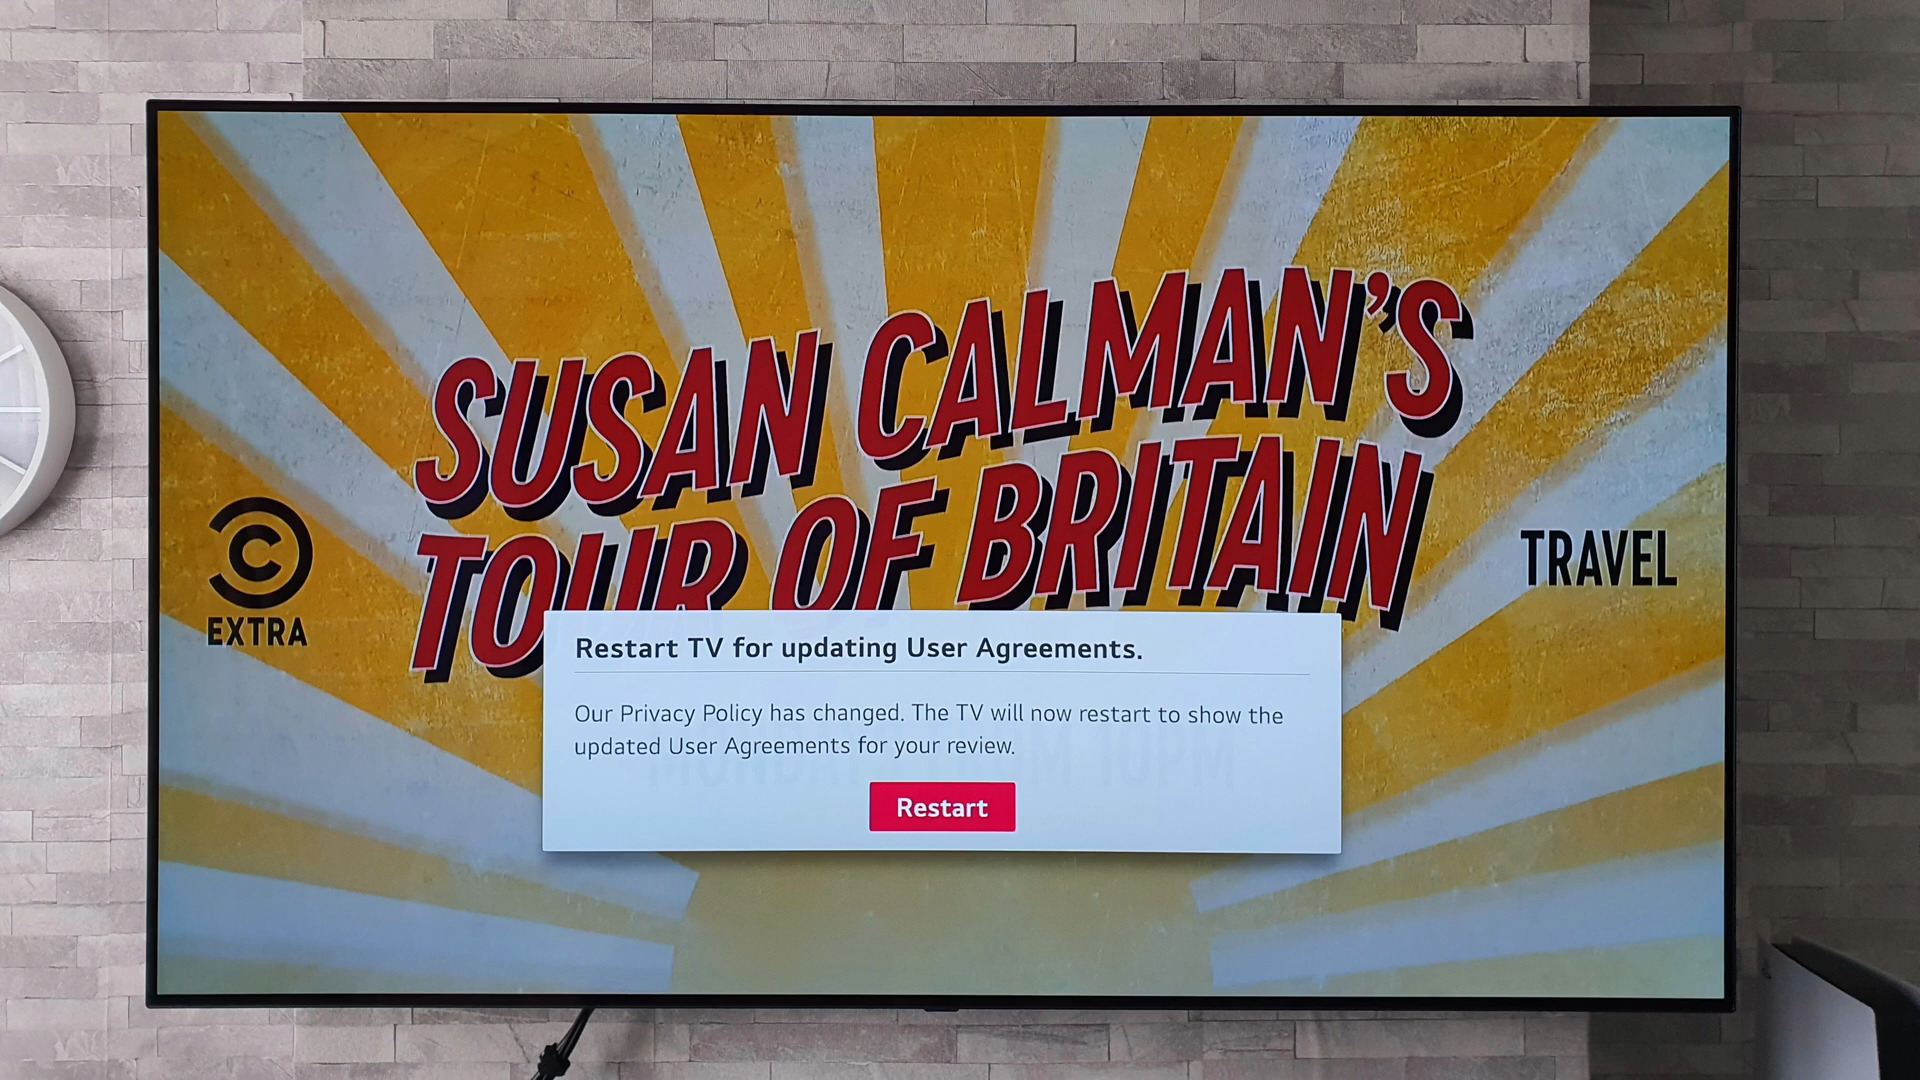 SUSAN CALMAN'S
TOUR OF BRITAIN
EXTRA
TRAVEL
Restart TV for updating User Agreements.
Our Privacy Policy has changed. The TV will now restart to show the
updated User Agreements for your review.
Restart